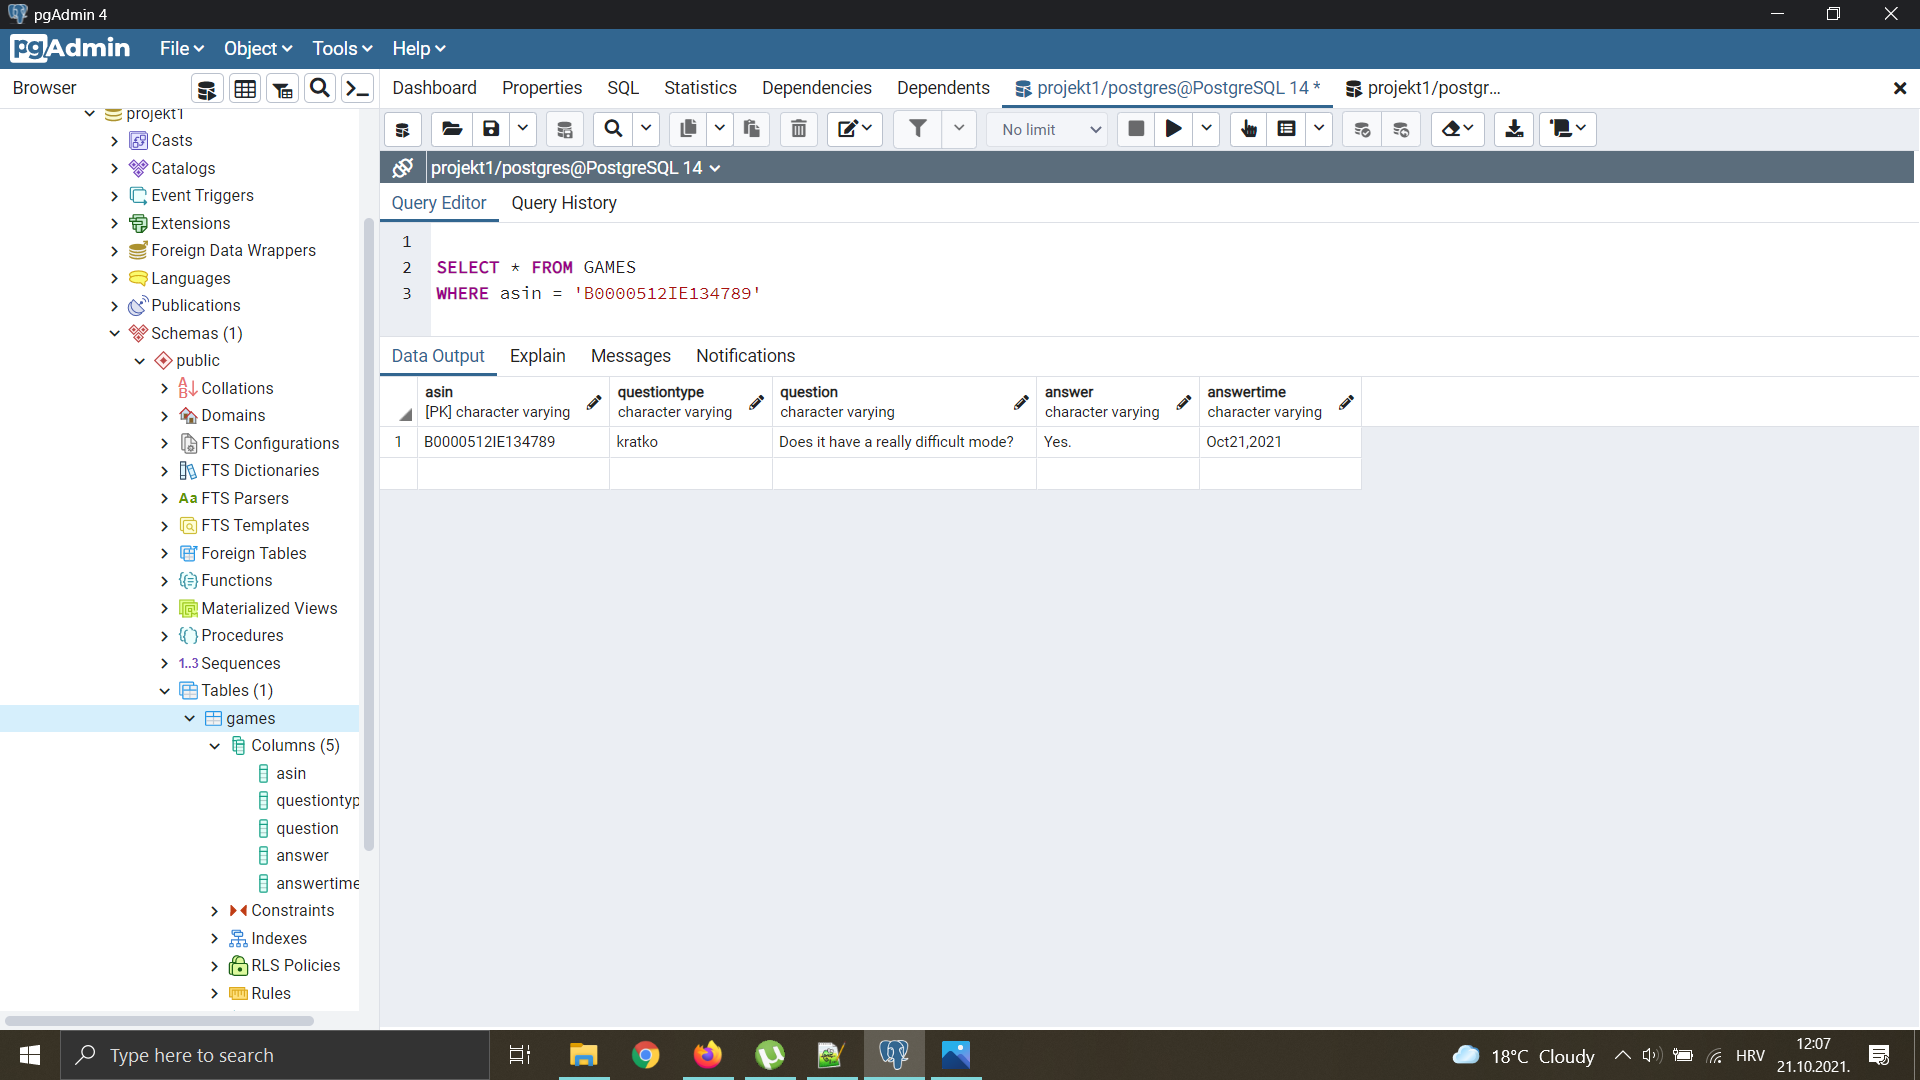 pgAdmin 4
pgAdmin File Object Tools Help
Browser
Dashboard Properties SQL Statistics Dependencies Dependents projekt1/postgres@PostgreSQL 14 * projekt1/postgr...
No limit
projekt1/postgres@PostgreSQL 14
Query Editor Query History
1
2 SELECT * FROM GAMES
3 WHERE asin = 'B0000512IE134789'
Data Output Explain Messages Notifications
asin questiontype question answer answertime
[PK] character varying character varying character varying character varying character varying
1 B0000512IE134789 kratko Does it have a really difficult mode? Yes. Oct21,2021
projekt1
Casts
Catalogs
Event Triggers
Extensions
Foreign Data Wrappers
Languages
Publications
Schemas (1)
public
Collations
Domains
FTS Configurations
FTS Dictionaries
Aa FTS Parsers
FTS Templates
Foreign Tables
Functions
Materialized Views
Procedures
1..3 Sequences
Tables (1)
games
Columns (5)
asin
questiontyp
question
answer
answertime
Constraints
Indexes
RLS Policies
Rules
Type here to search
18°C Cloudy
HRV
12:07
21.10.2021.